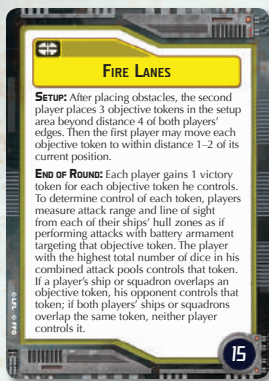 FIRE LANES
SETUP: After placing obstacles, the second
player places 3 objective tokens in the setup
area beyond distance 4 of both players'
edges. Then the first player may move each
objective token to within distance 1–2 of its
current position.
END OF ROUND: Each player gains 1 victory
token for each objective token he controls.
To determine control of each token, players
measure attack range and line of sight
from each of their ships' hull zones as if
performing attacks with battery armament
targeting that objective token. The player
with the highest total number of dice in his
combined attack pools controls that token.
If a player's ship or squadron overlaps an
objective token, his opponent controls that
token; if both players' ships or squadrons
overlap the same token, neither player
controls it.
©LFL ©FFG
15